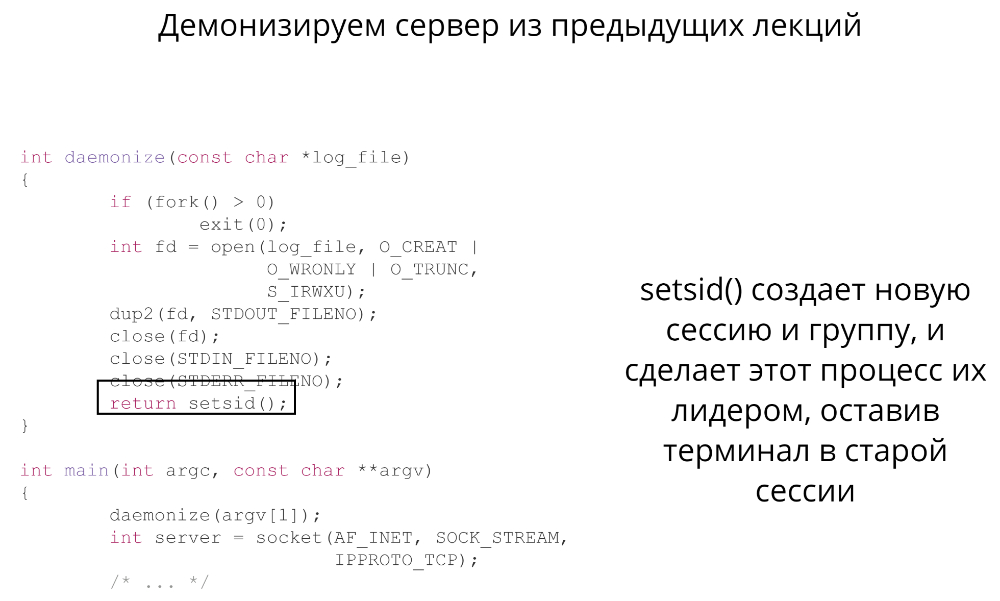 Демонизируем сервер из предыдущих лекций
int daemonize(const char *log_file)
{
        if (fork() > 0)
                exit(0);
        int fd = open(log_file, O_CREAT |
                      O_WRONLY | O_TRUNC,
                      S_IRWXU);
        dup2(fd, STDOUT_FILENO);
        close(fd);
        close(STDIN_FILENO);
        close(STDERR_FILENO);
        return setsid();
}
int main(int argc, const char **argv)
{
        daemonize(argv[1]);
        int server = socket(AF_INET, SOCK_STREAM,
                            IPPROTO_TCP);
        /* ... */
setsid() создает новую
сессию и группу, и
сделает этот процесс их
лидером, оставив
терминал в старой
сессии